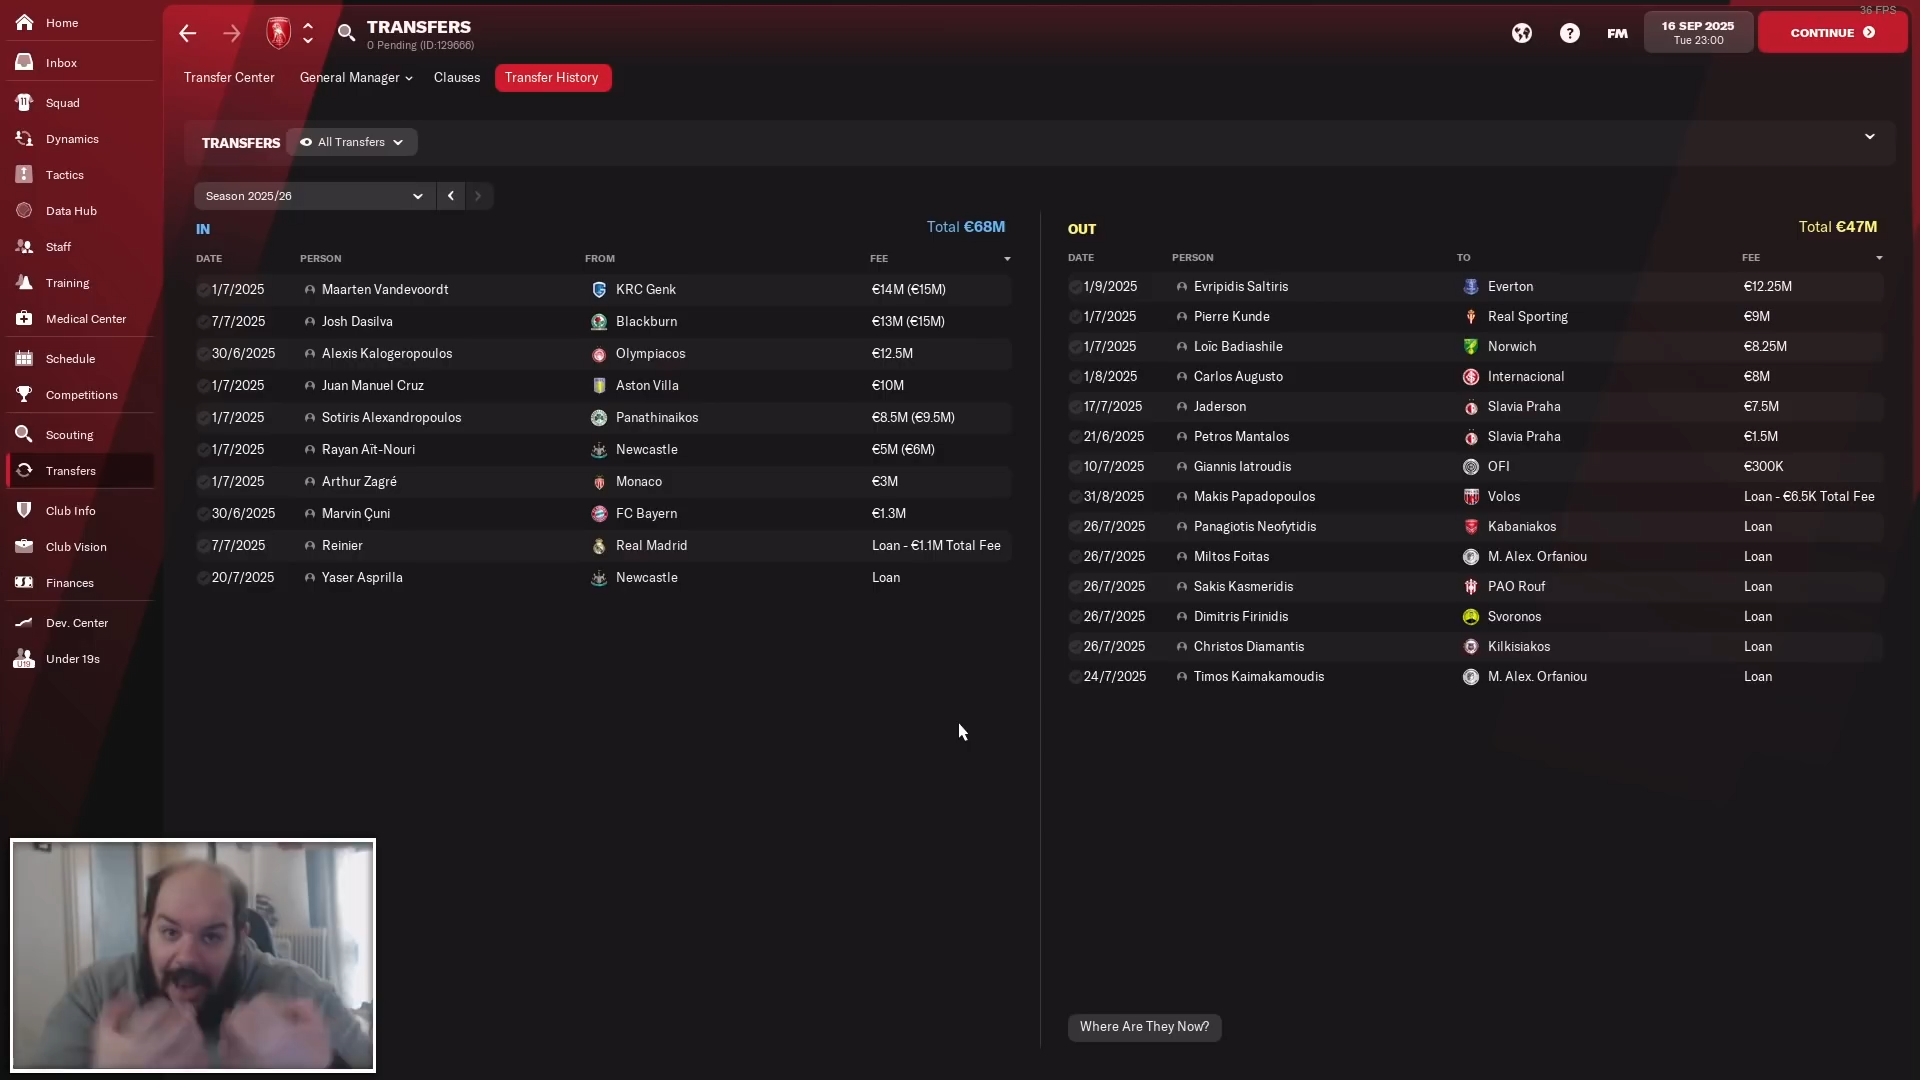 36 FPS
Home
Inbox
Squad
Dynamics
Tactics
Data Hub
Staff
Training
Medical Center
Schedule
Competitions
Scouting
Transfers
Club Info
Club Vision
Finances
Dev. Center
U19
Under 19s
TRANSFERS
0 Pending (ID:129666)
FM
16 SEP 2025
Tue 23:00
CONTINUE
Transfer Center
General Manager
Clauses
Transfer History
TRANSFERS
All Transfers
Season 2025/26
IN
Total €68M
DATE PERSON FROM FEE
1/7/2025 Maarten Vandevoordt KRC Genk €14M (€15M)
7/7/2025 Josh Dasilva Blackburn €13M (€15M)
30/6/2025 Alexis Kalogeropoulos Olympiacos €12.5M
1/7/2025 Juan Manuel Cruz Aston Villa €10M
1/7/2025 Sotiris Alexandropoulos Panathinaikos €8.5M (€9.5M)
1/7/2025 Rayan Aït-Nouri Newcastle €5M (€6M)
1/7/2025 Arthur Zagré Monaco €3M
30/6/2025 Marvin Çuni FC Bayern €1.3M
7/7/2025 Reinier Real Madrid Loan - €1.1M Total Fee
20/7/2025 Yaser Asprilla Newcastle Loan
OUT
Total €47M
DATE PERSON TO FEE
1/9/2025 Evripidis Saltiris Everton €12.25M
1/7/2025 Pierre Kunde Real Sporting €9M
1/7/2025 Loïc Badiashile Norwich €8.25M
1/8/2025 Carlos Augusto Internacional €8M
17/7/2025 Jaderson Slavia Praha €7.5M
21/6/2025 Petros Mantalos Slavia Praha €1.5M
10/7/2025 Giannis Iatroudis OFI €300K
31/8/2025 Makis Papadopoulos Volos Loan - €6.5K Total Fee
26/7/2025 Panagiotis Neofytidis Kabaniakos Loan
26/7/2025 Miltos Foitas M. Alex. Orfaniou Loan
26/7/2025 Sakis Kasmeridis PAO Rouf Loan
26/7/2025 Dimitris Firinidis Svoronos Loan
26/7/2025 Christos Diamantis Kilkisiakos Loan
24/7/2025 Timos Kaimakamoudis M. Alex. Orfaniou Loan
Where Are They Now?